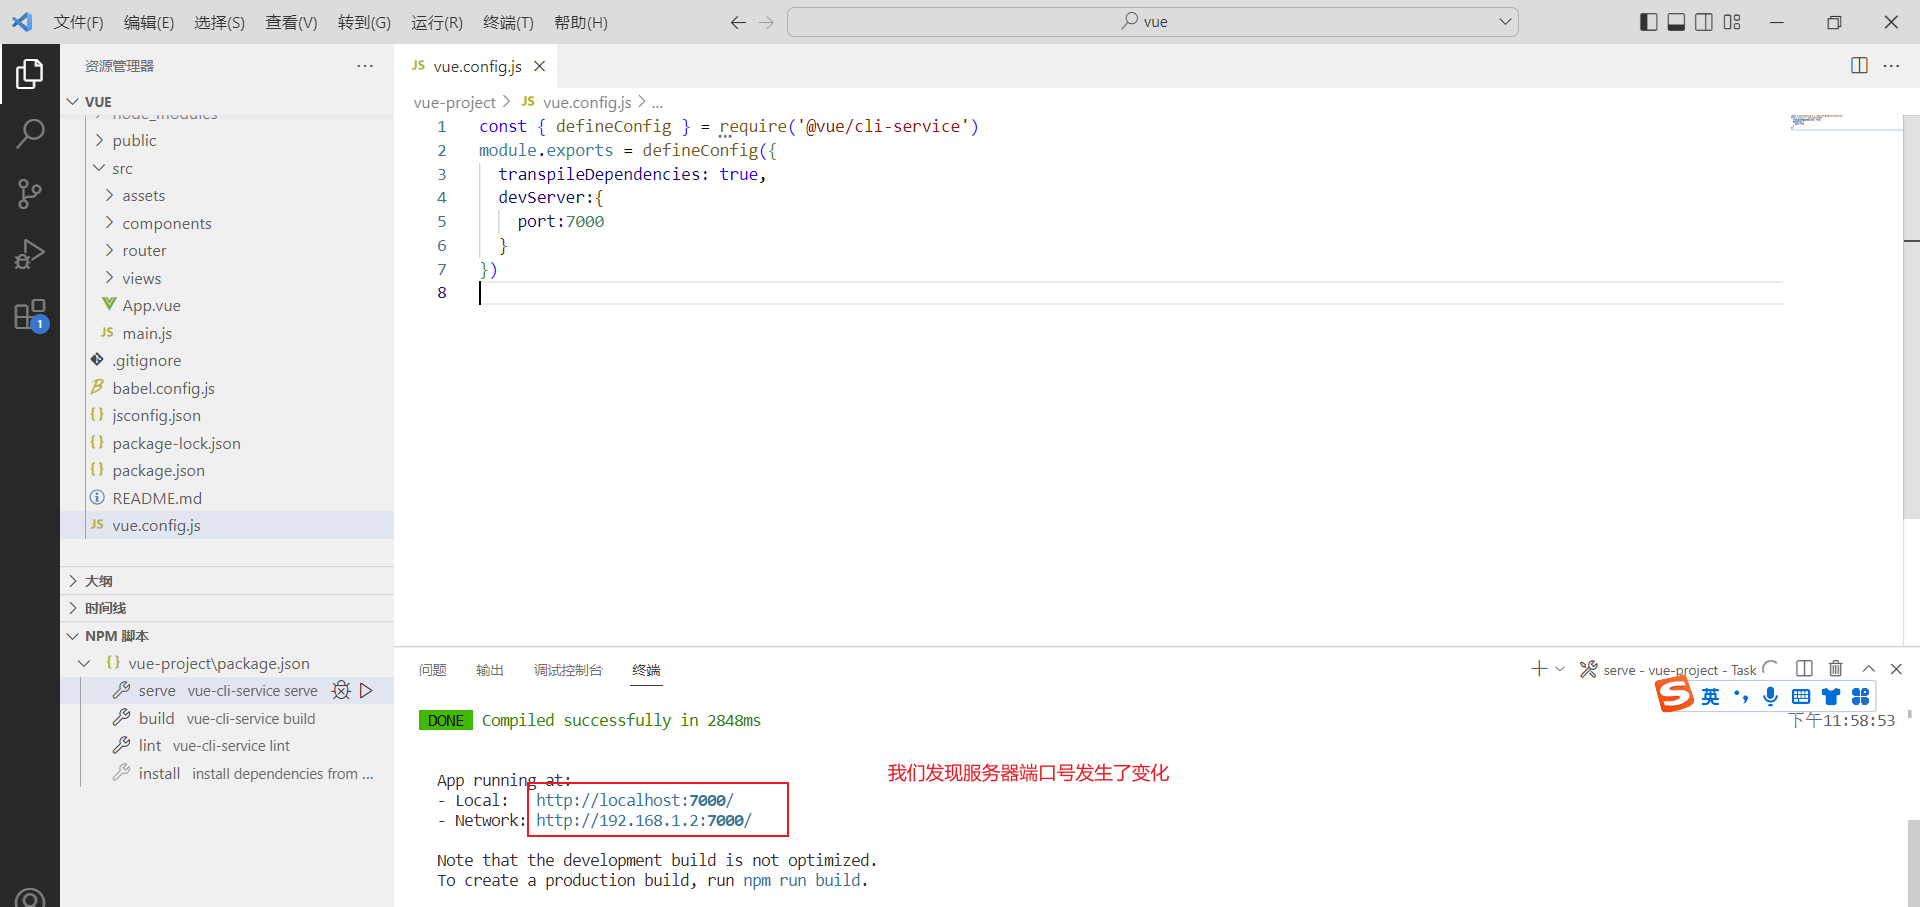 文件(F) 编辑(E) 选择(S) 查看(V) 转到(G) 运行(R) 终端(T) 帮助(H) vue
资源管理器
VUE
node_modules
public
src
assets
components
router
views
App.vue
JS main.js
.gitignore
babel.config.js
{} jsconfig.json
{} package-lock.json
{} package.json
README.md
JS vue.config.js
大纲
时间线
NPM 脚本
{} vue-project\package.json
serve vue-cli-service serve
build vue-cli-service build
lint vue-cli-service lint
install install dependencies from ...
1
JS vue.config.js
vue-project > JS vue.config.js > ...
1 const { defineConfig } = require('@vue/cli-service')
2 module.exports = defineConfig({
3 transpileDependencies: true,
4 devServer:{
5 port:7000
6 }
7 })
8
问题 输出 调试控制台 终端
serve - vue-project - Task
英
DONE Compiled successfully in 2848ms
下午11:58:53
App running at:
- Local: http://localhost:7000/
- Network: http://192.168.1.2:7000/
我们发现服务器端口号发生了变化
Note that the development build is not optimized.
To create a production build, run npm run build.